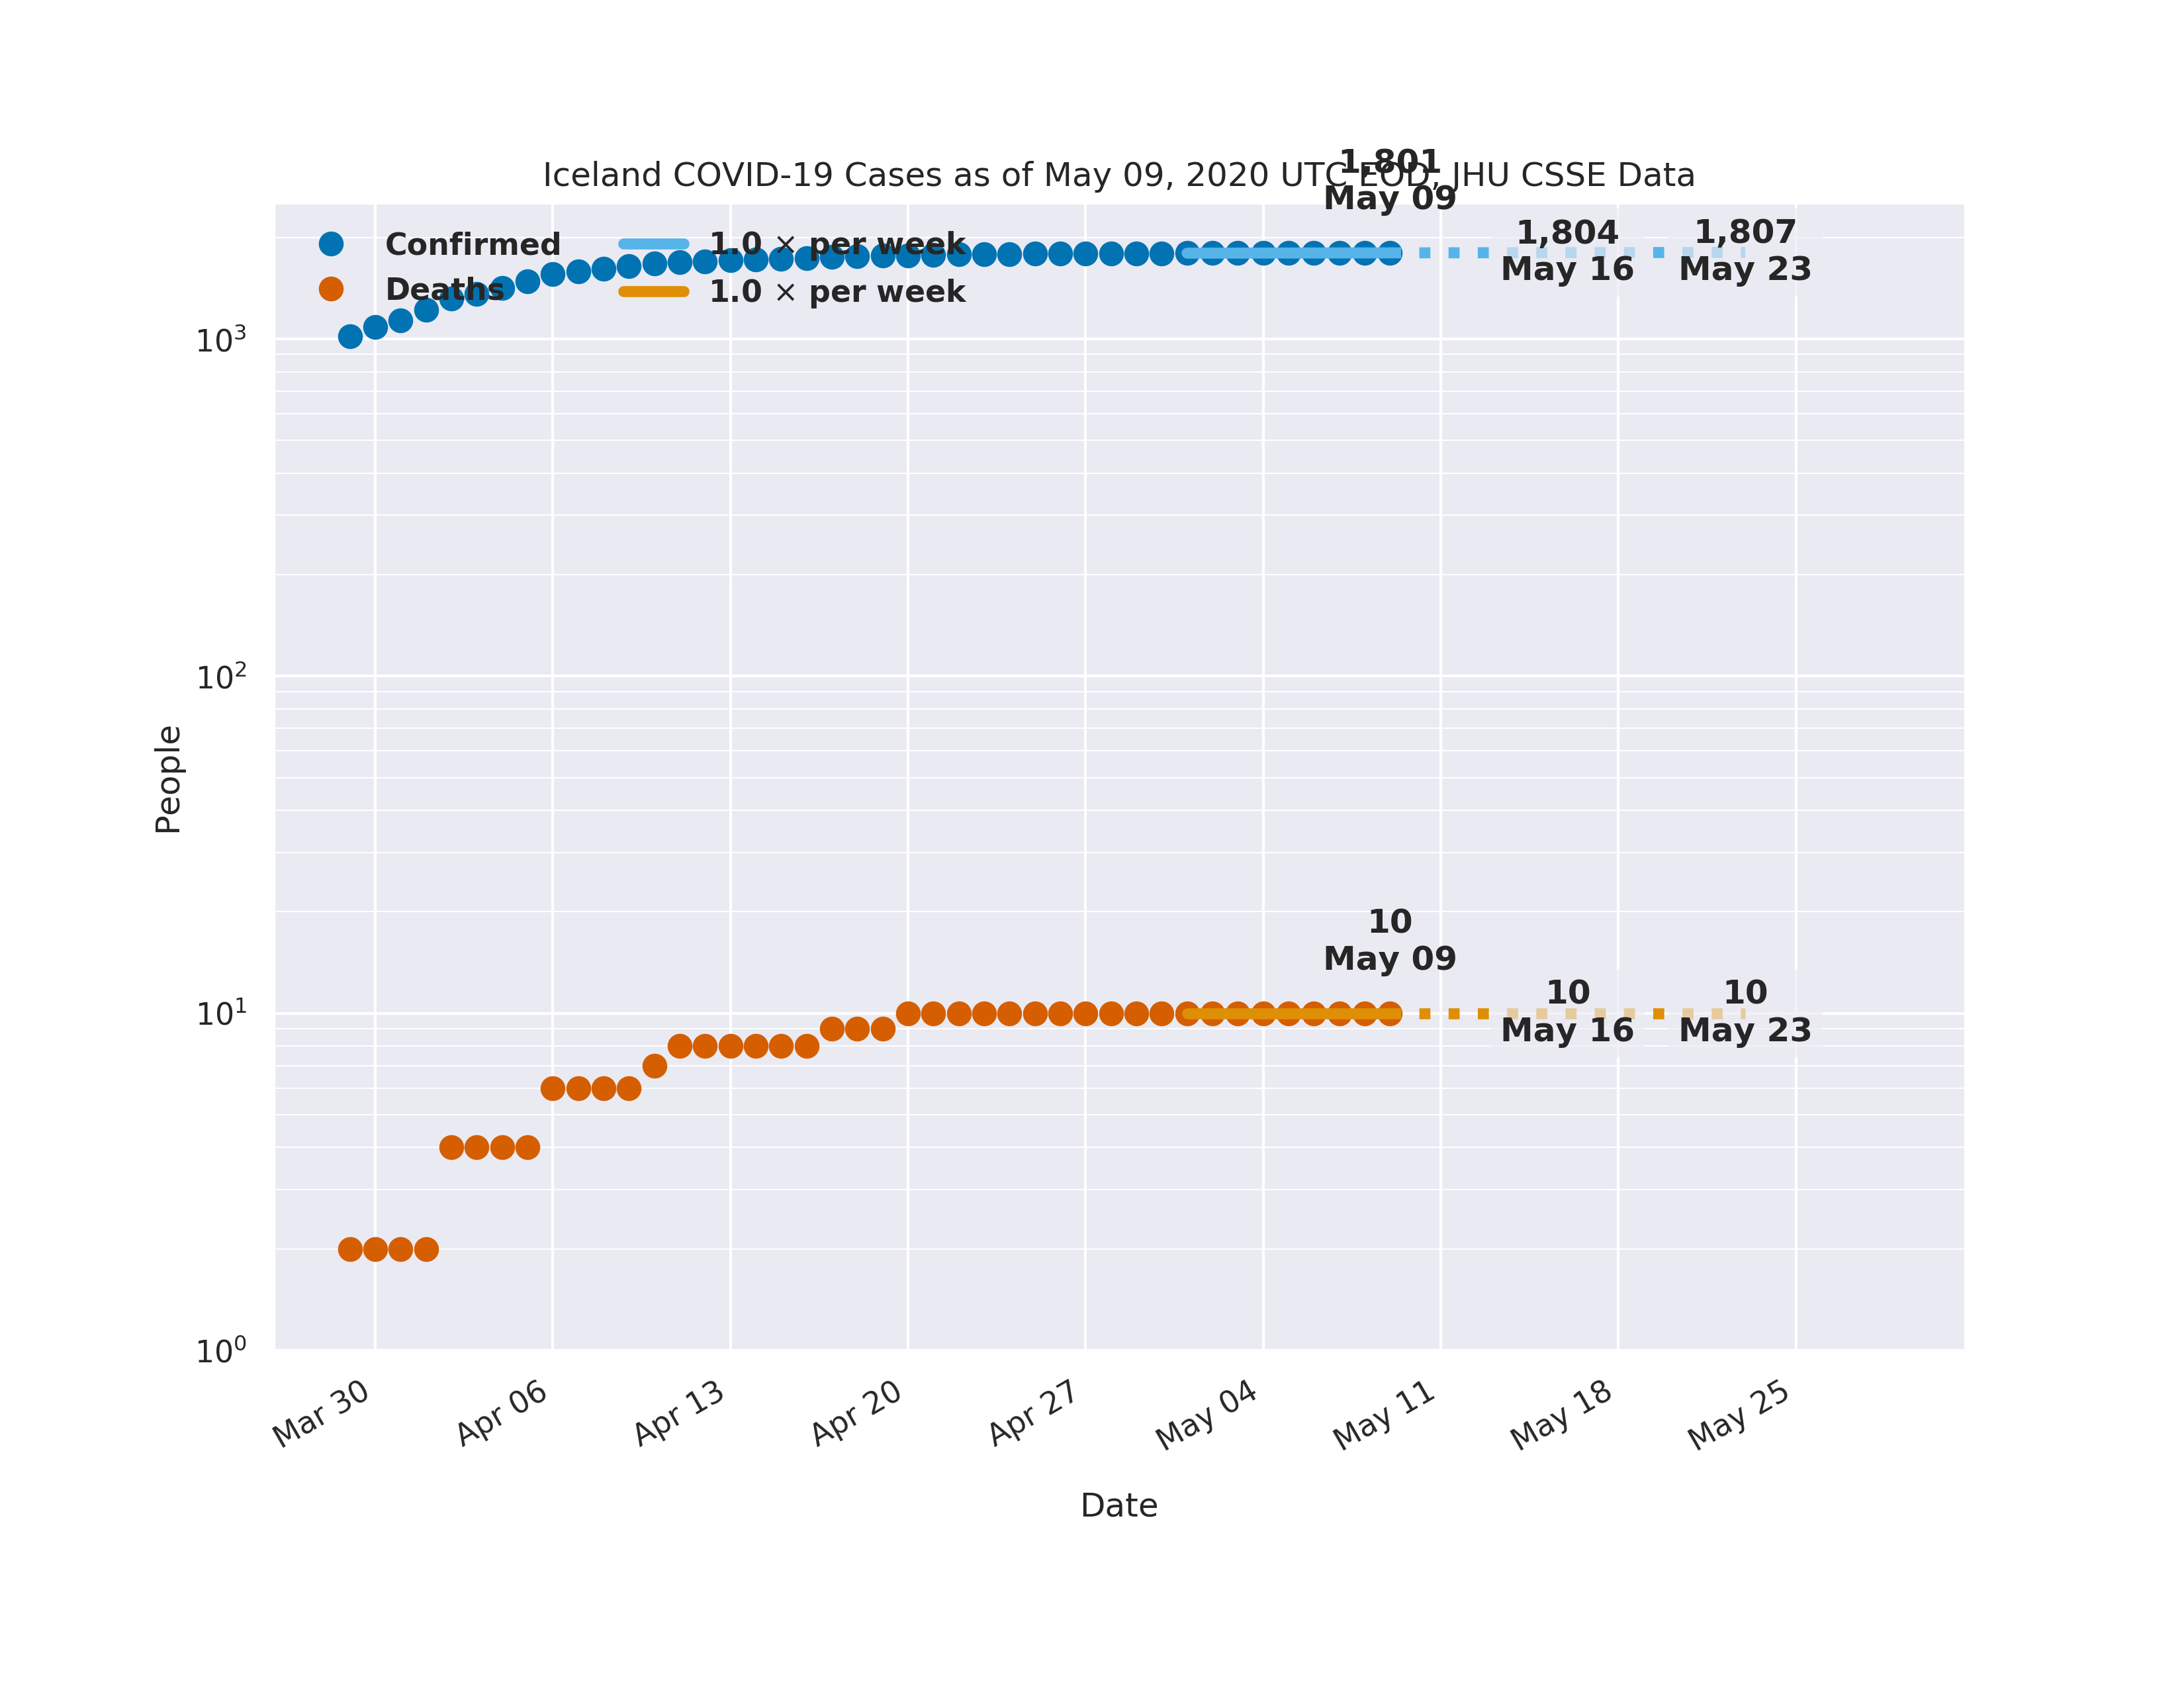 Iceland COVID-19 Cases as of May 09, 2020 UTC EOD, JHU CSSE Data
1,801
May 09
Confirmed
Deaths
1.0 × per week
1.0 × per week
1,804
May 16
1,807
May 23
10³
10²
10¹
10⁰
People
10
May 09
10
May 16
10
May 23
Mar 30
Apr 06
Apr 13
Apr 20
Apr 27
May 04
May 11
May 18
May 25
Date